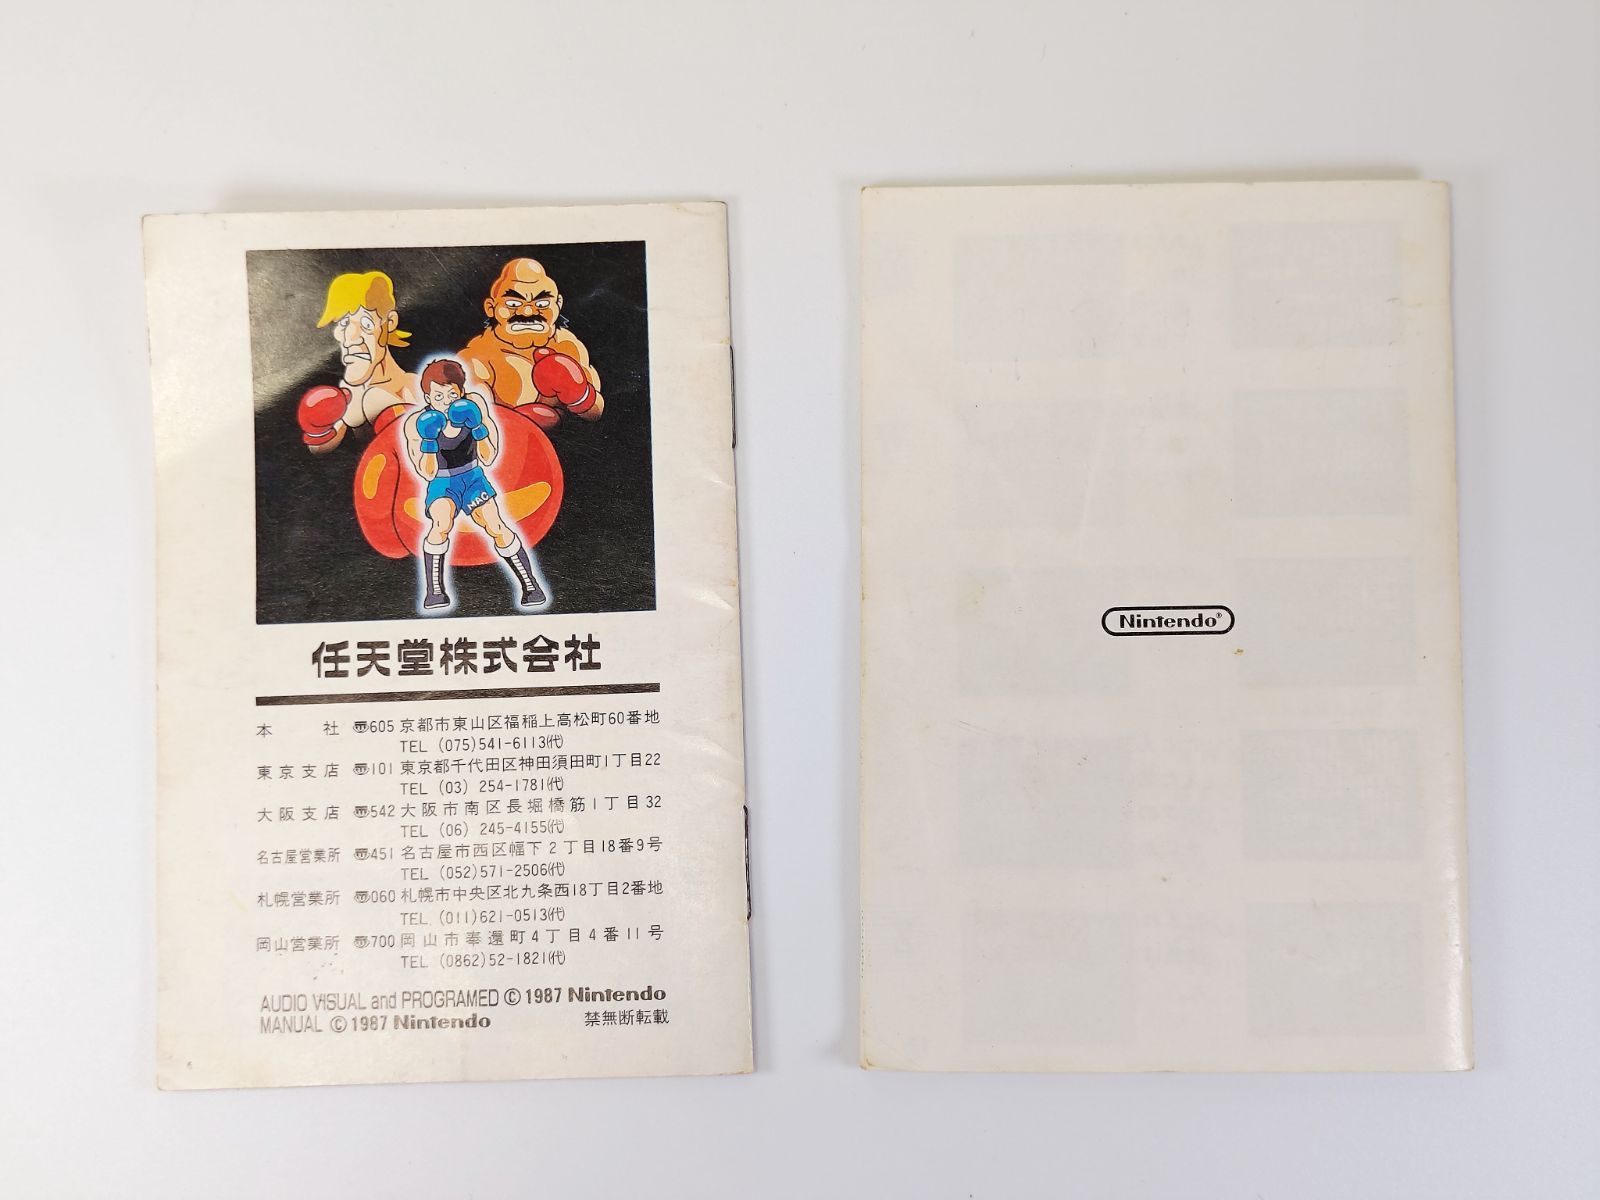 MAC
任天堂株式会社
本 社 〠605 京都市東山区福稲上高松町60番地
TEL (075)541-6113㈹
東京支店 〠101 東京都千代田区神田須田町1丁目22
TEL (03) 254-1781㈹
大阪支店 〠542 大阪市南区長堀橋筋1丁目32
TEL (06) 245-4155㈹
名古屋営業所 〠451 名古屋市西区幅下2丁目18番9号
TEL (052)571-2506㈹
札幌営業所 〠060 札幌市中央区北九条西18丁目2番地
TEL (011)621-0513㈹
岡山営業所 〠700 岡山市奉還町4丁目4番11号
TEL (0862)52-1821㈹
AUDIO VISUAL and PROGRAMED © 1987 Nintendo
MANUAL © 1987 Nintendo 禁無断転載
Nintendo®